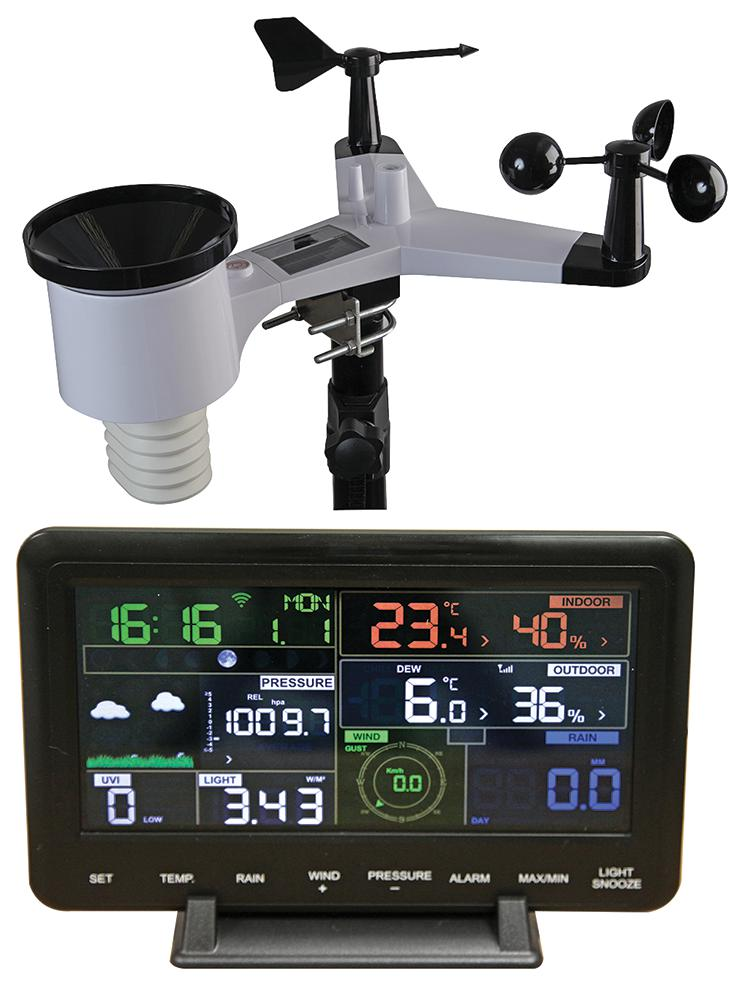 16:16 MON
1. 1
INDOOR
23.4 °C 40%
DEW OUTDOOR
6.0 °C 36%
PRESSURE
REL hpa
1009.7
WIND
GUST
N
Km/h
0.0
RAIN
MM
0.0
DAY
UVI
0 LOW
LIGHT W/M²
3.43
SET TEMP. RAIN WIND + PRESSURE − ALARM MAX/MIN LIGHT SNOOZE